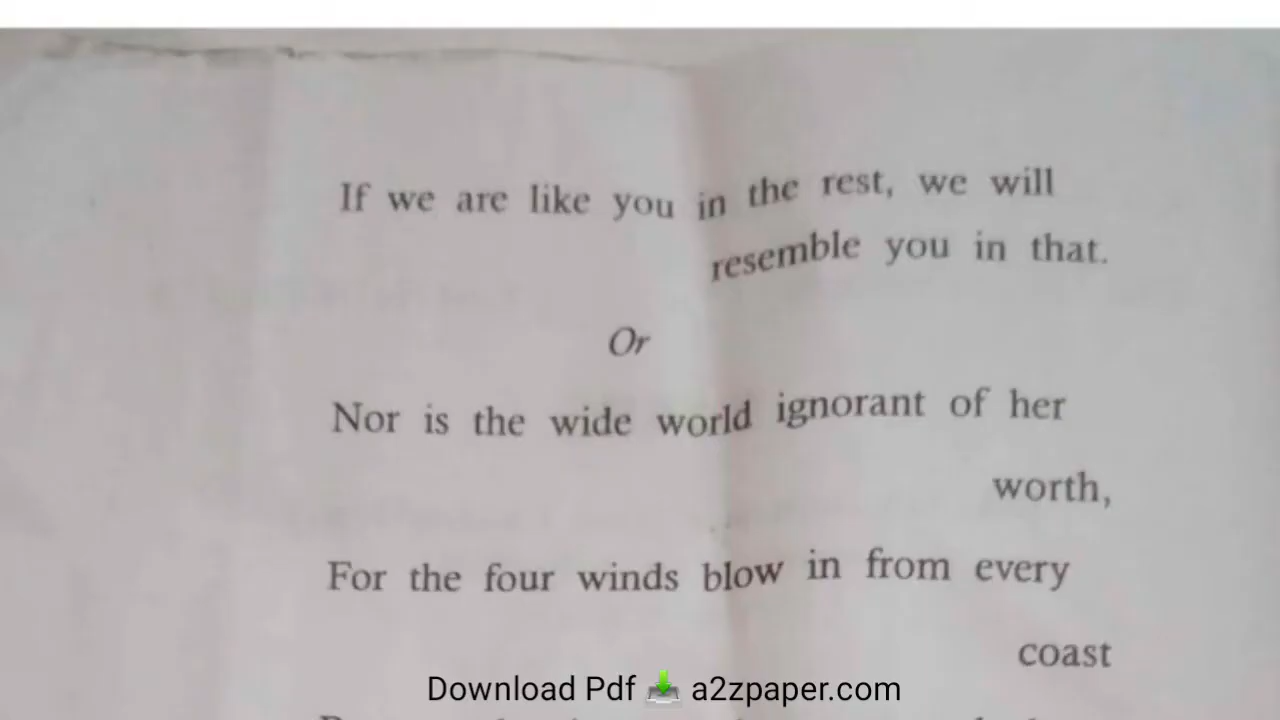 If we are like you in the rest, we will
resemble you in that.
Or
Nor is the wide world ignorant of her
worth,
For the four winds blow in from every
coast
Download Pdf a2zpaper.com